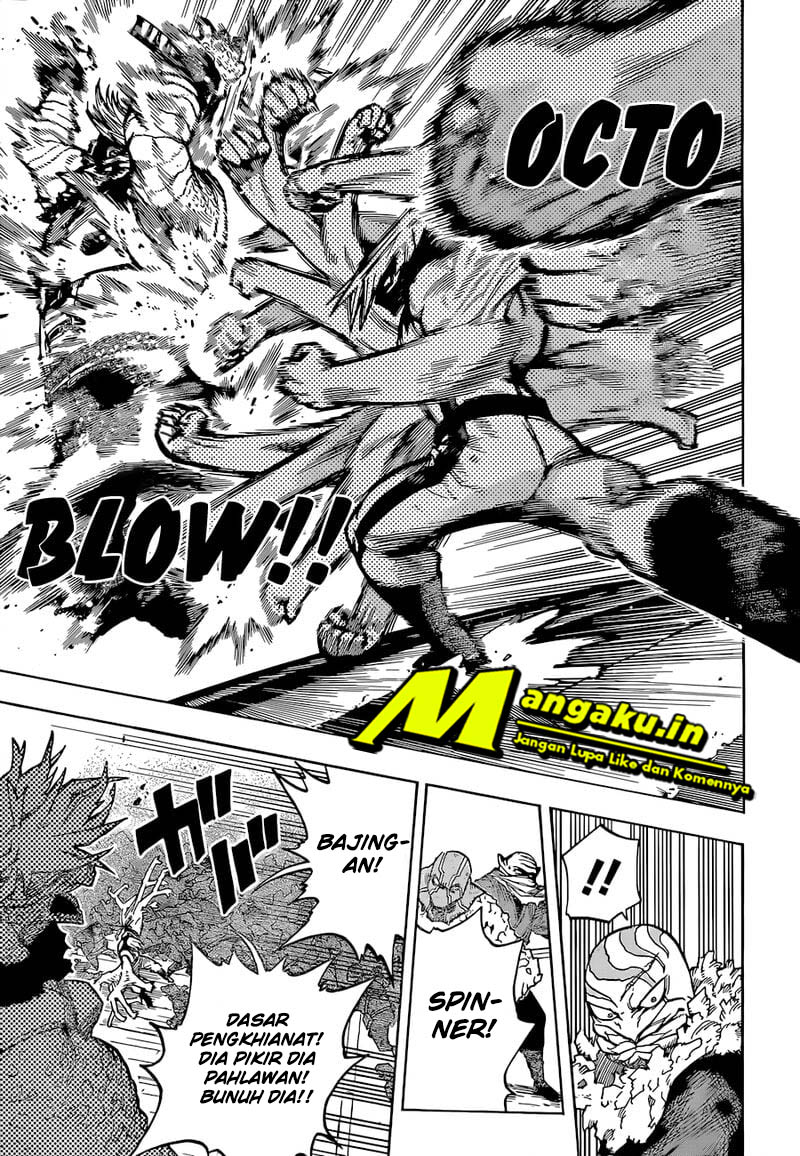 OCTO
BLOW!!
Mangaku.in
Jangan Lupa Like dan Komennya
!!
SPIN-
NER!
BAJING-
AN!
ガバッ
DASAR
PENGKHIANAT!
DIA PIKIR DIA
PAHLAWAN!
BUNUH DIA!!